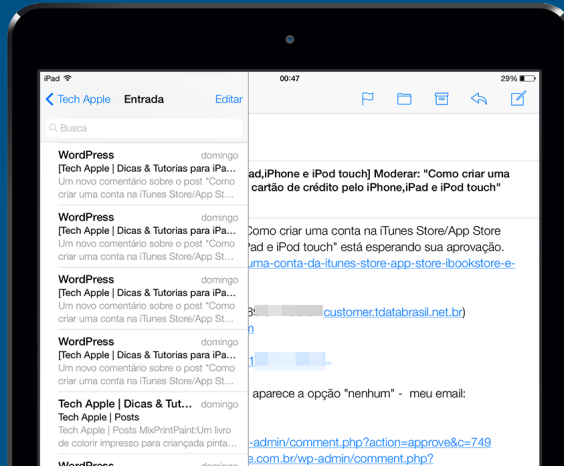 iPad
00:47
29%
Tech Apple
Entrada
Editar
Busca
WordPress domingo
[Tech Apple | Dicas & Tutorias para iPa...
Um novo comentário sobre o post "Como
criar uma conta na iTunes Store/App St...
WordPress domingo
[Tech Apple | Dicas & Tutorias para iPa...
Um novo comentário sobre o post "Como
criar uma conta na iTunes Store/App St...
WordPress domingo
[Tech Apple | Dicas & Tutorias para iPa...
Um novo comentário sobre o post "Como
criar uma conta na iTunes Store/App St...
WordPress domingo
[Tech Apple | Dicas & Tutorias para iPa...
Um novo comentário sobre o post "Como
criar uma conta na iTunes Store/App St...
Tech Apple | Dicas & Tut... domingo
Tech Apple | Posts
Tech Apple | Posts MixPrintPaint:Um livro
de colorir impresso para criançada pinta...
WordPress domingo
ad,iPhone e iPod touch] Moderar: "Como criar uma
cartão de crédito pelo iPhone,iPad e iPod touch"
Como criar uma conta na iTunes Store/App Store
Pad e iPod touch" está esperando sua aprovação.
uma-conta-da-itunes-store-app-store-ibookstore-e-
customer.tdatabrasil.net.br)
aparece a opção "nenhum" - meu email:
-admin/comment.php?action=approve&c=749
e.com.br/wp-admin/comment.php?